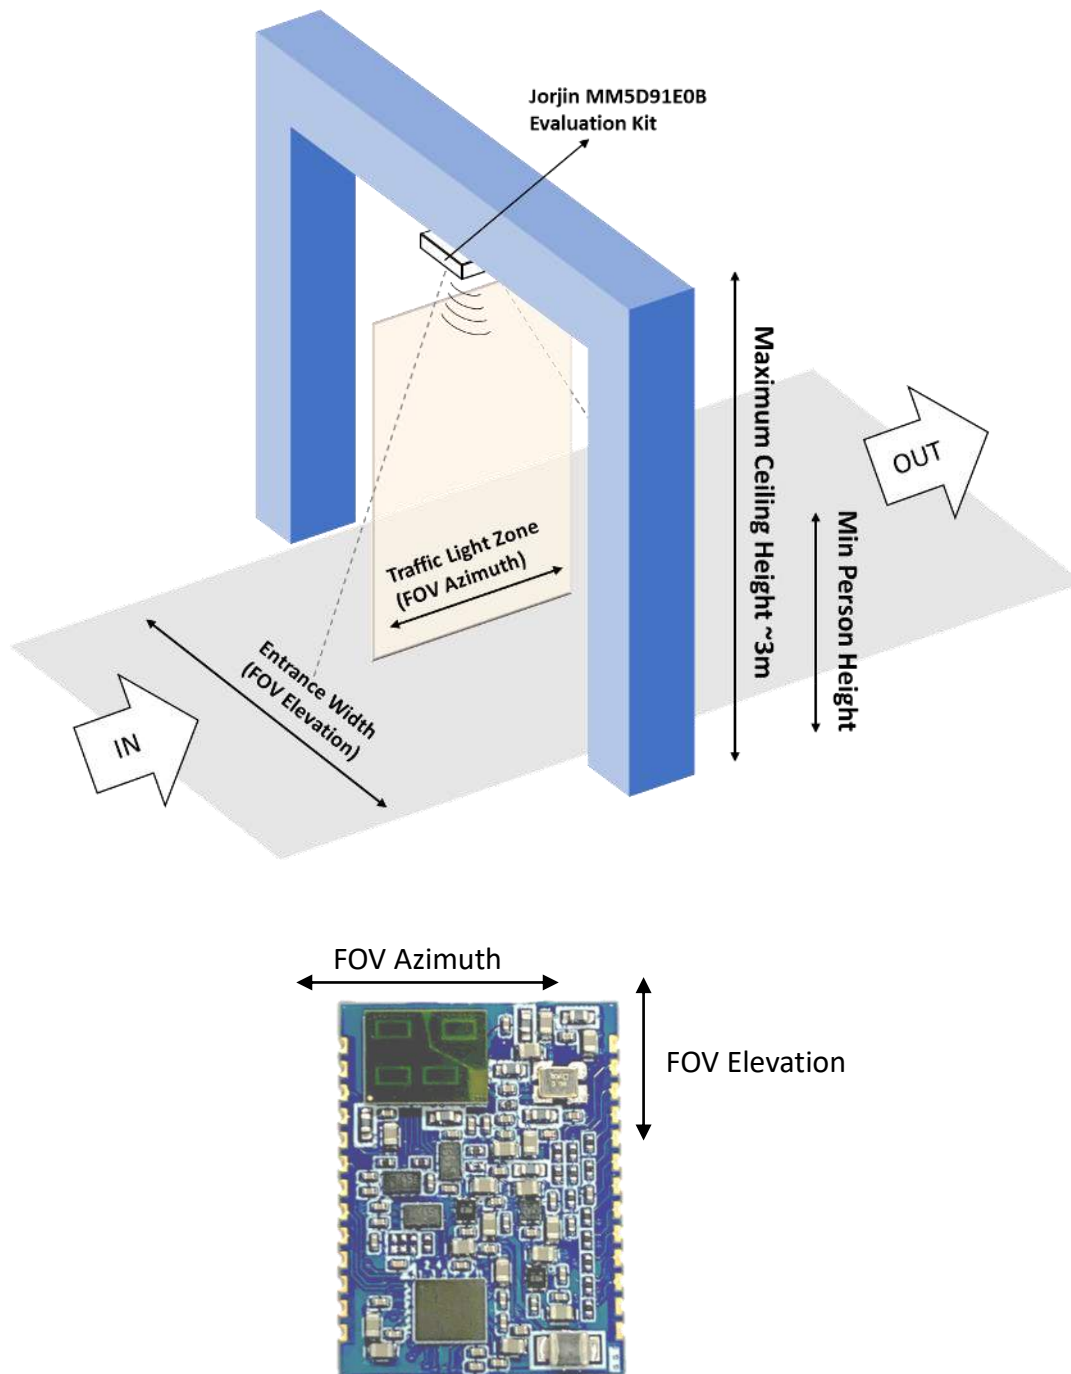 Jorjin MM5D91E0B
Evaluation Kit
Maximum Ceiling Height ~3m
Min Person Height
OUT
Traffic Light Zone
(FOV Azimuth)
Entrance Width
(FOV Elevation)
IN
FOV Azimuth
FOV Elevation